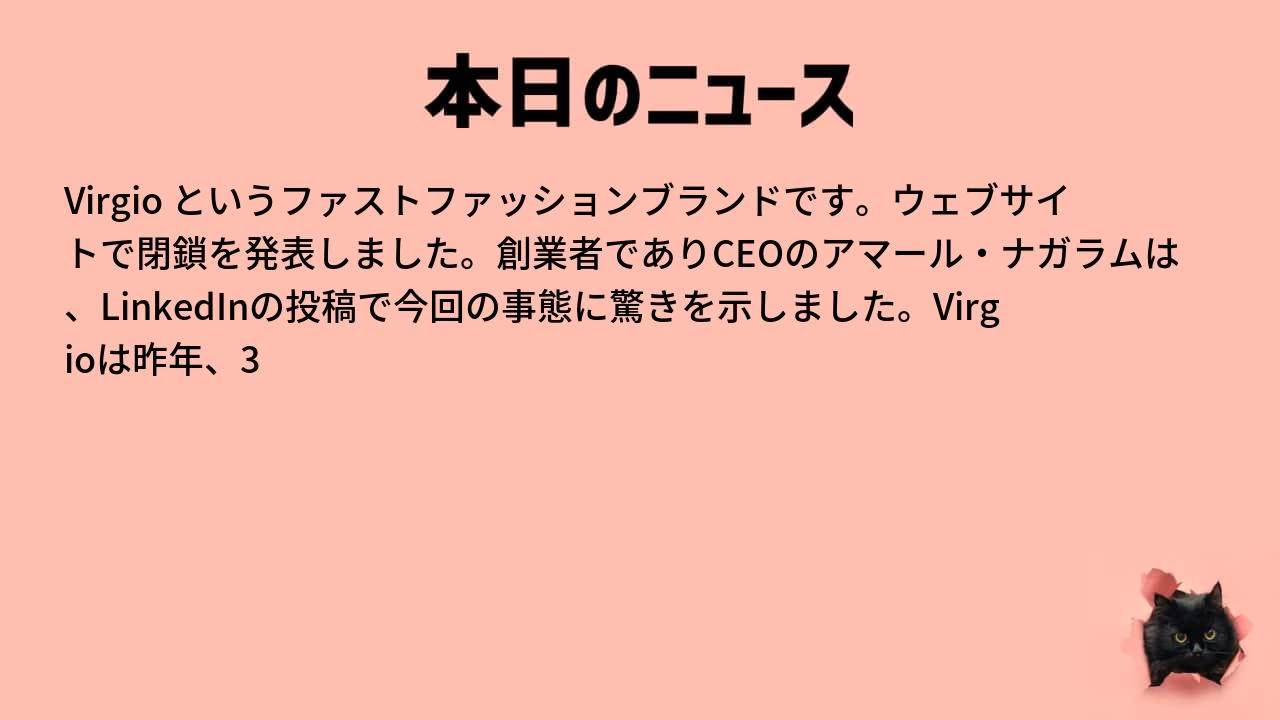 本日のニュース
Virgio というファストファッションブランドです。ウェブサイ
トで閉鎖を発表しました。創業者でありCEOのアマール・ナガラムは
、LinkedInの投稿で今回の事態に驚きを示しました。Virg
ioは昨年、3